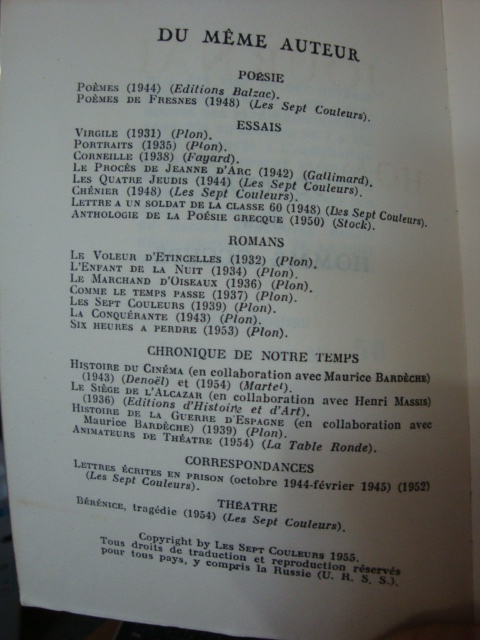 DU MÊME AUTEUR
POÉSIE
POÈMES (1944) (Editions Balzac).
POÈMES DE FRESNES (1948) (Les Sept Couleurs).
ESSAIS
VIRGILE (1931) (Plon).
PORTRAITS (1935) (Plon).
CORNEILLE (1938) (Fayard).
LE PROCÈS DE JEANNE D'ARC (1942) (Gallimard).
LES QUATRE JEUDIS (1944) (Les Sept Couleurs).
CHÉNIER (1948) (Les Sept Couleurs).
LETTRE A UN SOLDAT DE LA CLASSE 60 (1948) (Les Sept Couleurs).
ANTHOLOGIE DE LA POÉSIE GRECQUE (1950) (Stock).
ROMANS
LE VOLEUR D'ETINCELLES (1932) (Plon).
L'ENFANT DE LA NUIT (1934) (Plon).
LE MARCHAND D'OISEAUX (1936) (Plon).
COMME LE TEMPS PASSE (1937) (Plon).
LES SEPT COULEURS (1939) (Plon).
LA CONQUÉRANTE (1943) (Plon).
SIX HEURES A PERDRE (1953) (Plon).
CHRONIQUE DE NOTRE TEMPS
HISTOIRE DU CINÉMA (en collaboration avec Maurice BARDÈCHE)
(1943) (Denoël) et (1954) (Martel).
LE SIÈGE DE L'ALCAZAR (en collaboration avec Henri MASSIS)
(1936) (Editions d'Histoire et d'Art).
HISTOIRE DE LA GUERRE D'ESPAGNE (en collaboration avec
Maurice BARDÈCHE) (1939) (Plon).
ANIMATEURS DE THÉATRE (1954) (La Table Ronde).
CORRESPONDANCES
LETTRES ÉCRITES EN PRISON (octobre 1944-février 1945) (1952)
(Les Sept Couleurs).
THÉATRE
BÉRÉNICE, tragédie (1954) (Les Sept Couleurs).
Copyright by LES SEPT COULEURS 1955.
Tous droits de traduction et reproduction réservés
pour tous pays, y compris la Russie (U. R. S. S.).